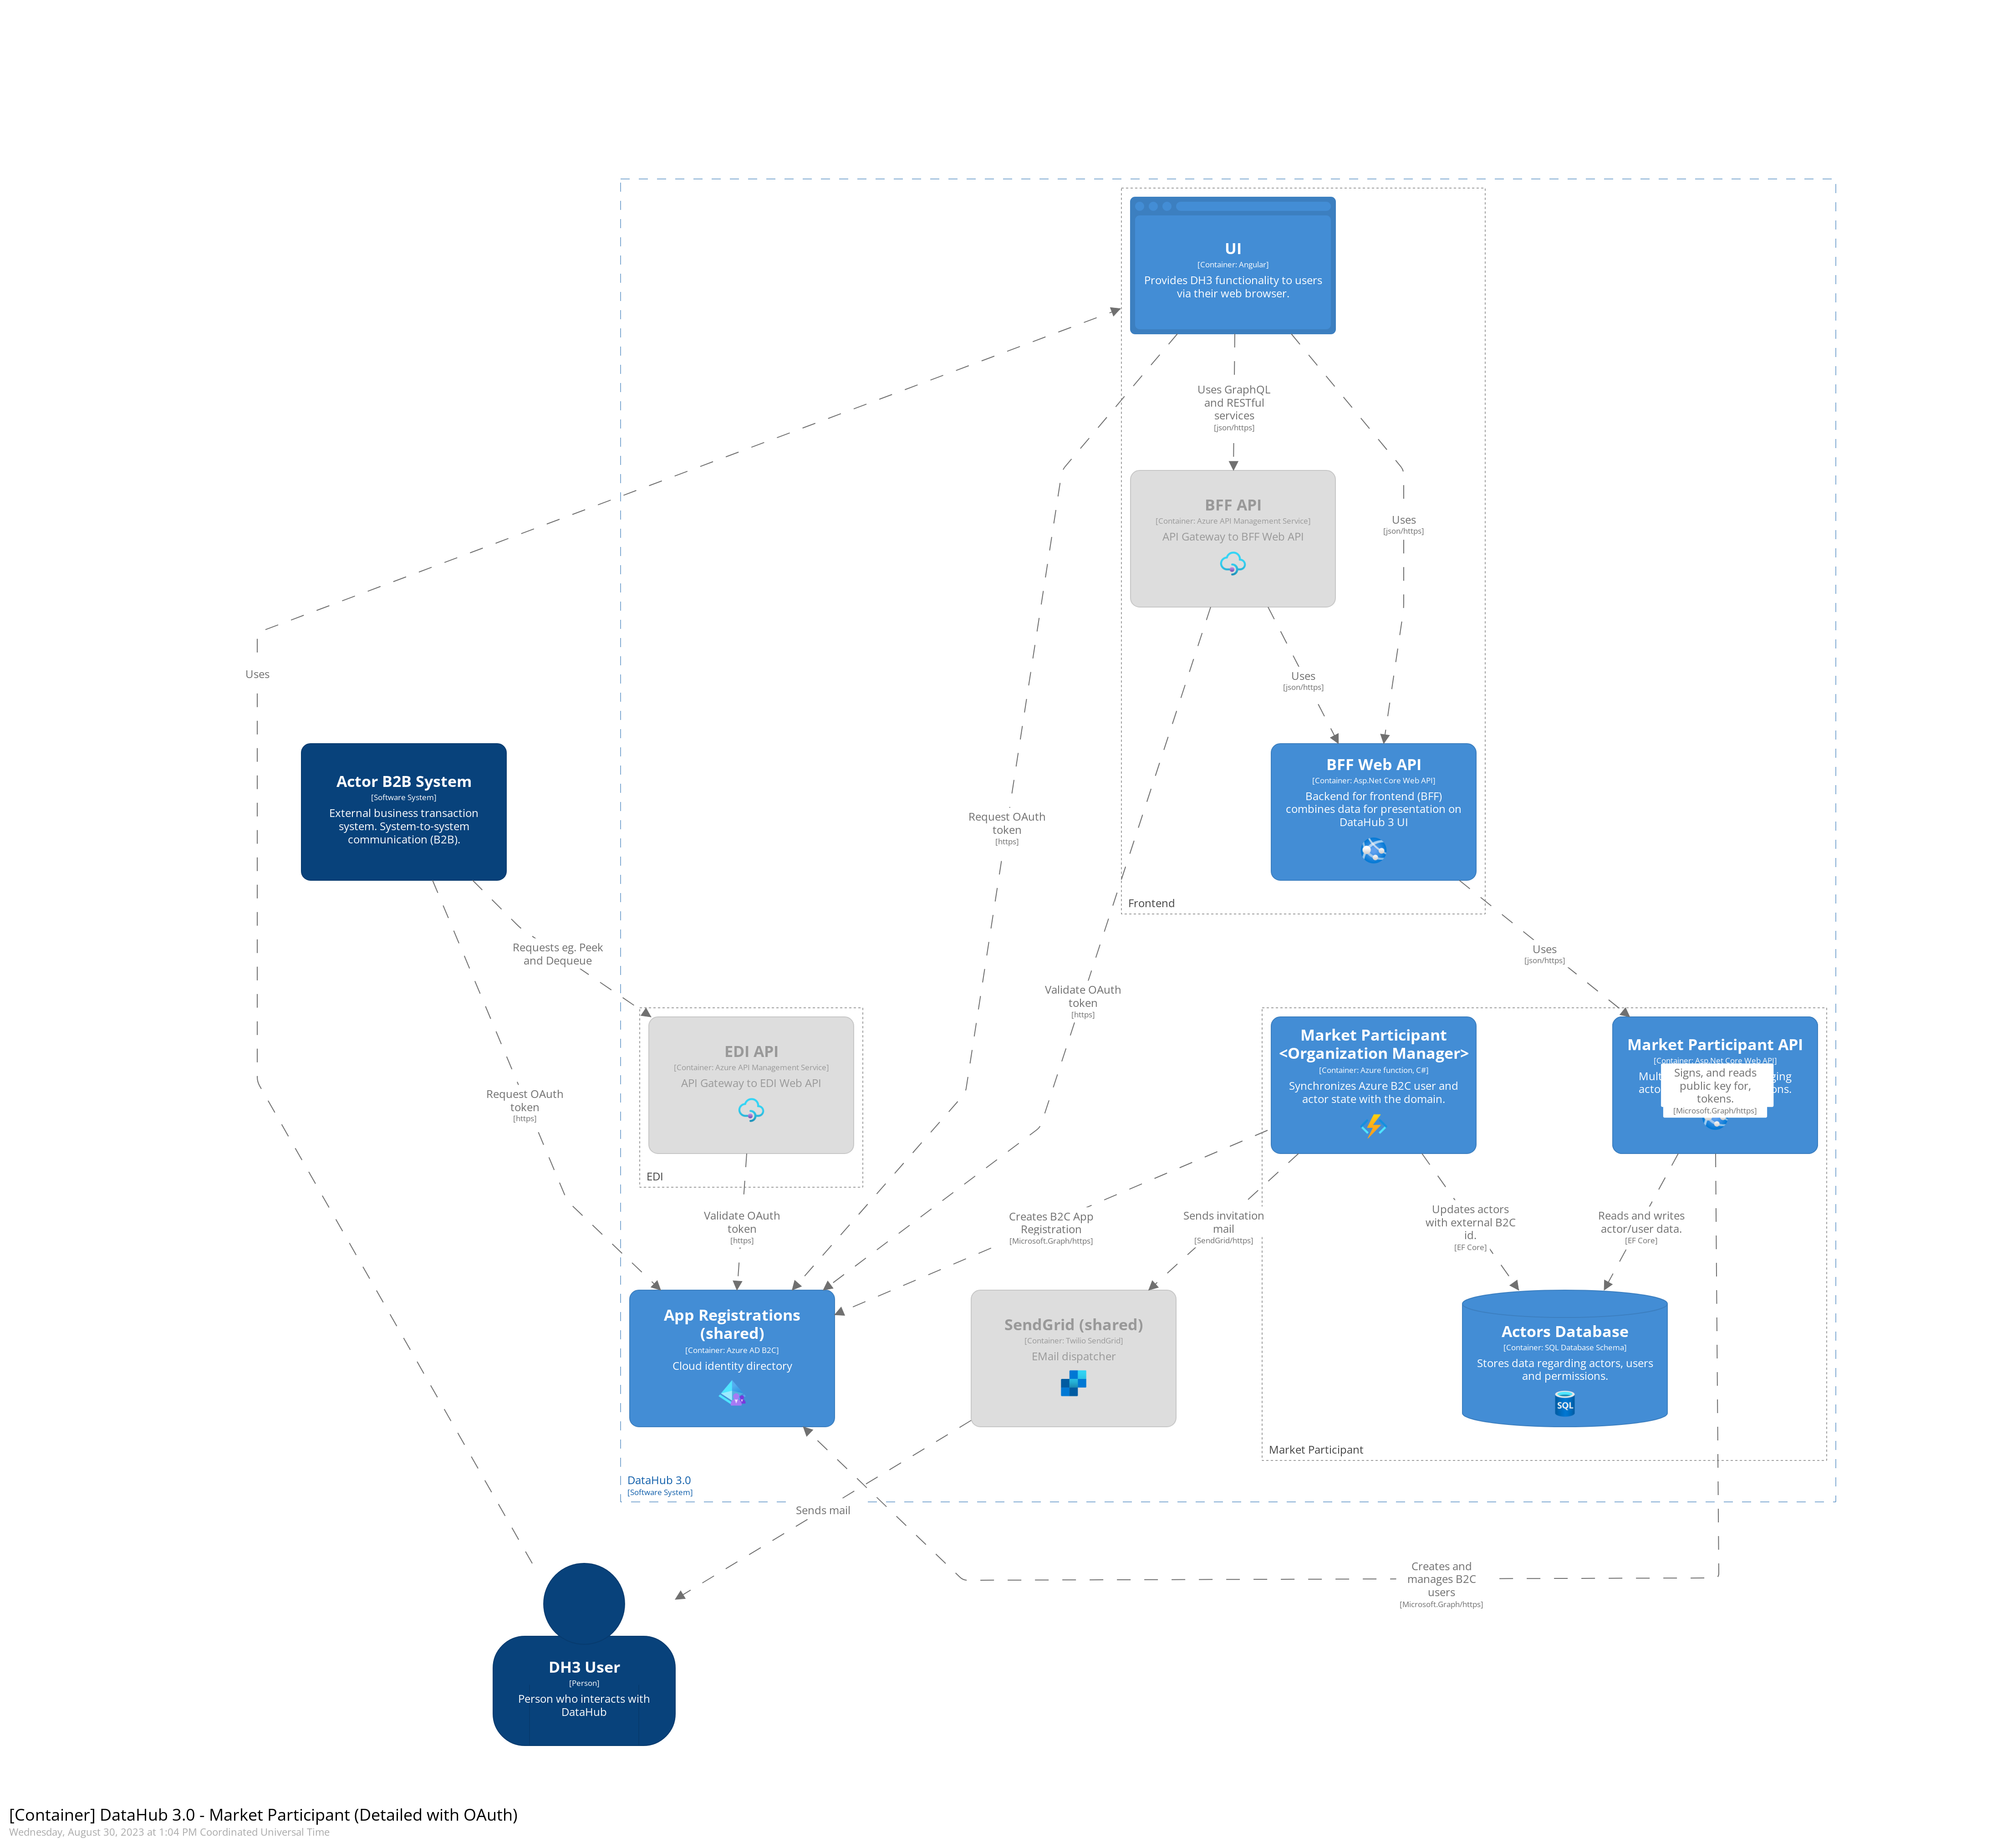 UI
[Container: Angular]
Provides DH3 functionality to users
via their web browser.
Uses GraphQL
and RESTful
services
[json/https]
BFF API
[Container: Azure API Management Service]
API Gateway to BFF Web API
Uses
[json/https]
Uses
[json/https]
Uses
BFF Web API
[Container: Asp.Net Core Web API]
Backend for frontend (BFF)
combines data for presentation on
DataHub 3 UI
Frontend
Actor B2B System
[Software System]
External business transaction
system. System-to-system
communication (B2B).
Request OAuth
token
[https]
Requests eg. Peek
and Dequeue
Uses
[json/https]
Validate OAuth
token
[https]
EDI API
[Container: Azure API Management Service]
API Gateway to EDI Web API
EDI
Request OAuth
token
[https]
Market Participant
<Organization Manager>
[Container: Azure function, C#]
Synchronizes Azure B2C user and
actor state with the domain.
Market Participant API
[Container: Asp.Net Core Web API]
Signs, and reads
public key for,
tokens.
[Microsoft.Graph/https]
Validate OAuth
token
[https]
Creates B2C App
Registration
[Microsoft.Graph/https]
Sends invitation
mail
[SendGrid/https]
Updates actors
with external B2C
id.
[EF Core]
Reads and writes
actor/user data.
[EF Core]
App Registrations
(shared)
[Container: Azure AD B2C]
Cloud identity directory
SendGrid (shared)
[Container: Twilio SendGrid]
EMail dispatcher
Actors Database
[Container: SQL Database Schema]
Stores data regarding actors, users
and permissions.
SQL
Market Participant
DataHub 3.0
[Software System]
Sends mail
Creates and
manages B2C
users
[Microsoft.Graph/https]
DH3 User
[Person]
Person who interacts with
DataHub
[Container] DataHub 3.0 - Market Participant (Detailed with OAuth)
Wednesday, August 30, 2023 at 1:04 PM Coordinated Universal Time